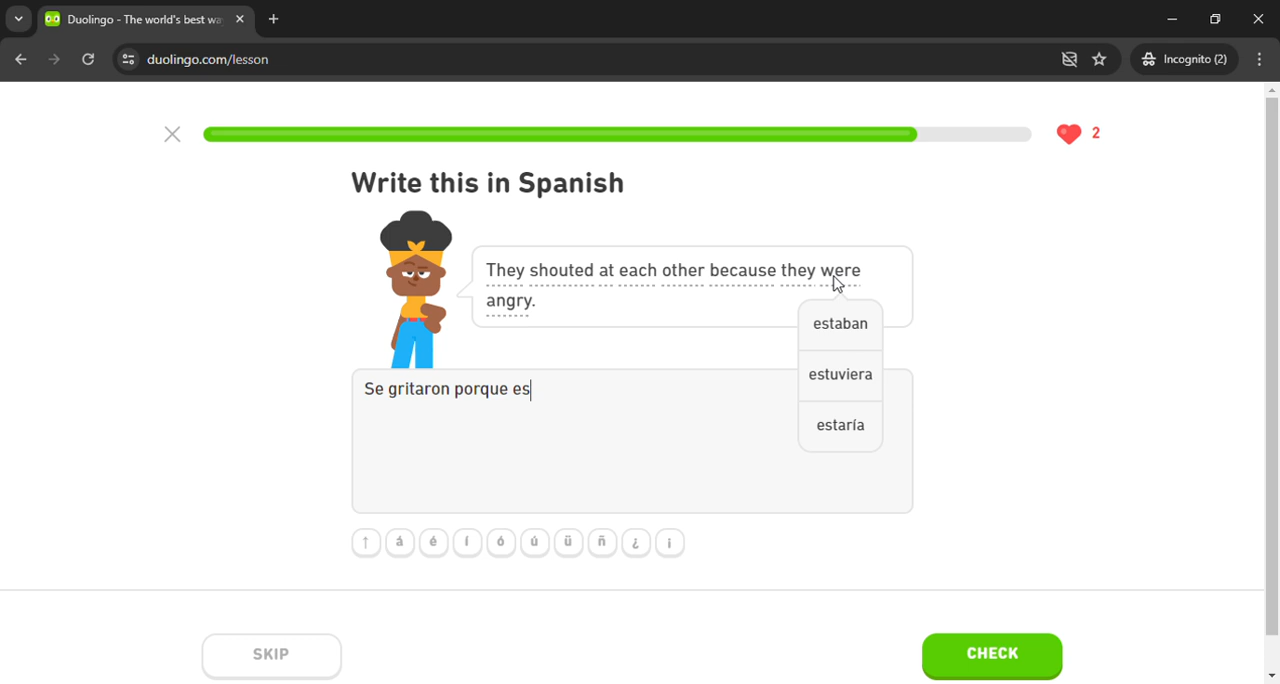 Duolingo - The world's best wa
duolingo.com/lesson
Incognito (2)
2
Write this in Spanish
They shouted at each other because they were
angry.
estaban
estuviera
estaría
Se gritaron porque es
↑ á é í ó ú ü ñ ¿ ¡
SKIP
CHECK